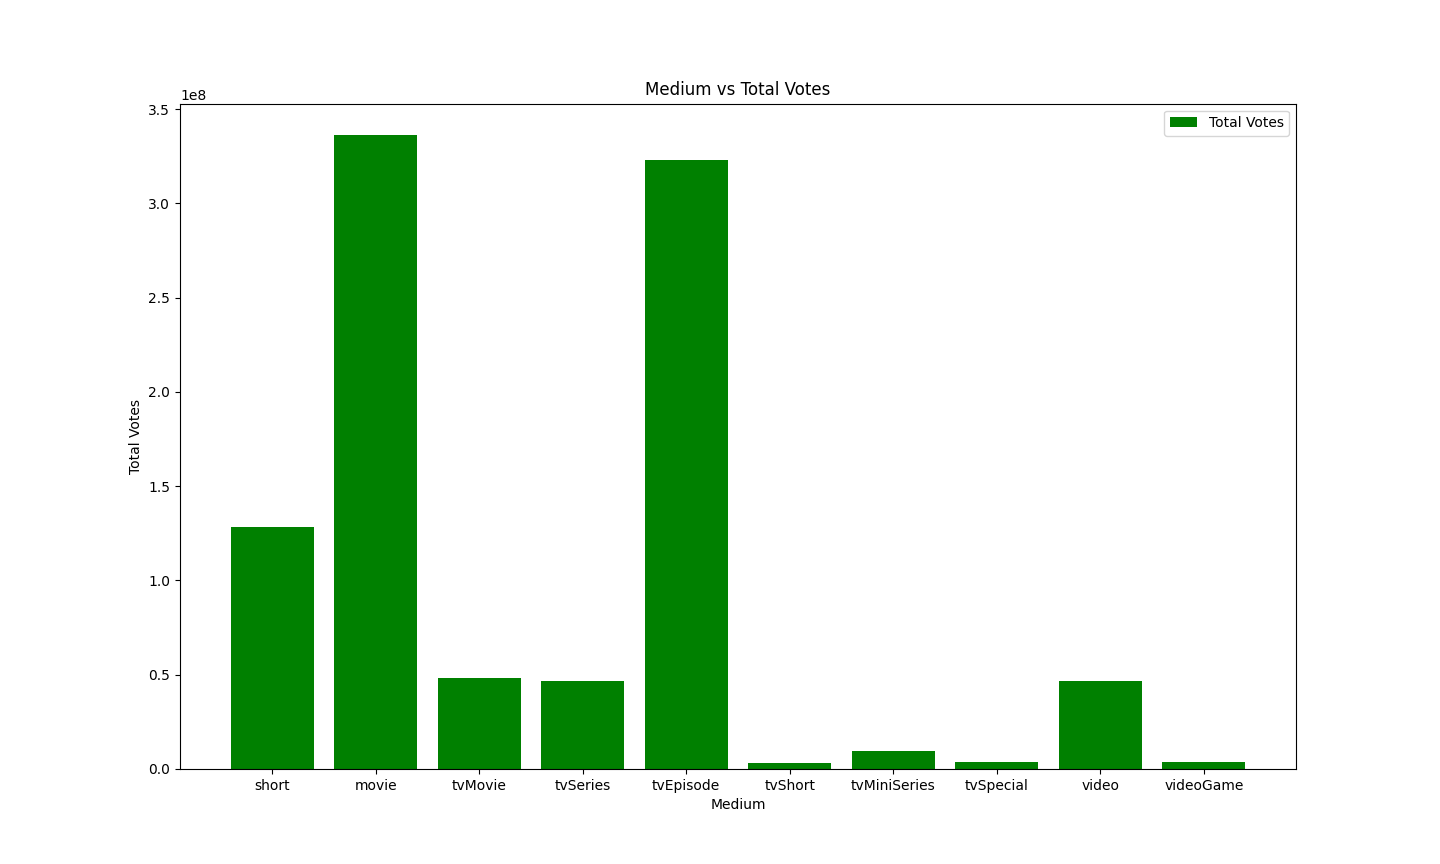 Medium vs Total Votes
1e8
3.5
3.0
2.5
2.0
1.5
1.0
0.5
0.0
Total Votes
Total Votes
short movie tvMovie tvSeries tvEpisode tvShort tvMiniSeries tvSpecial video videoGame
Medium